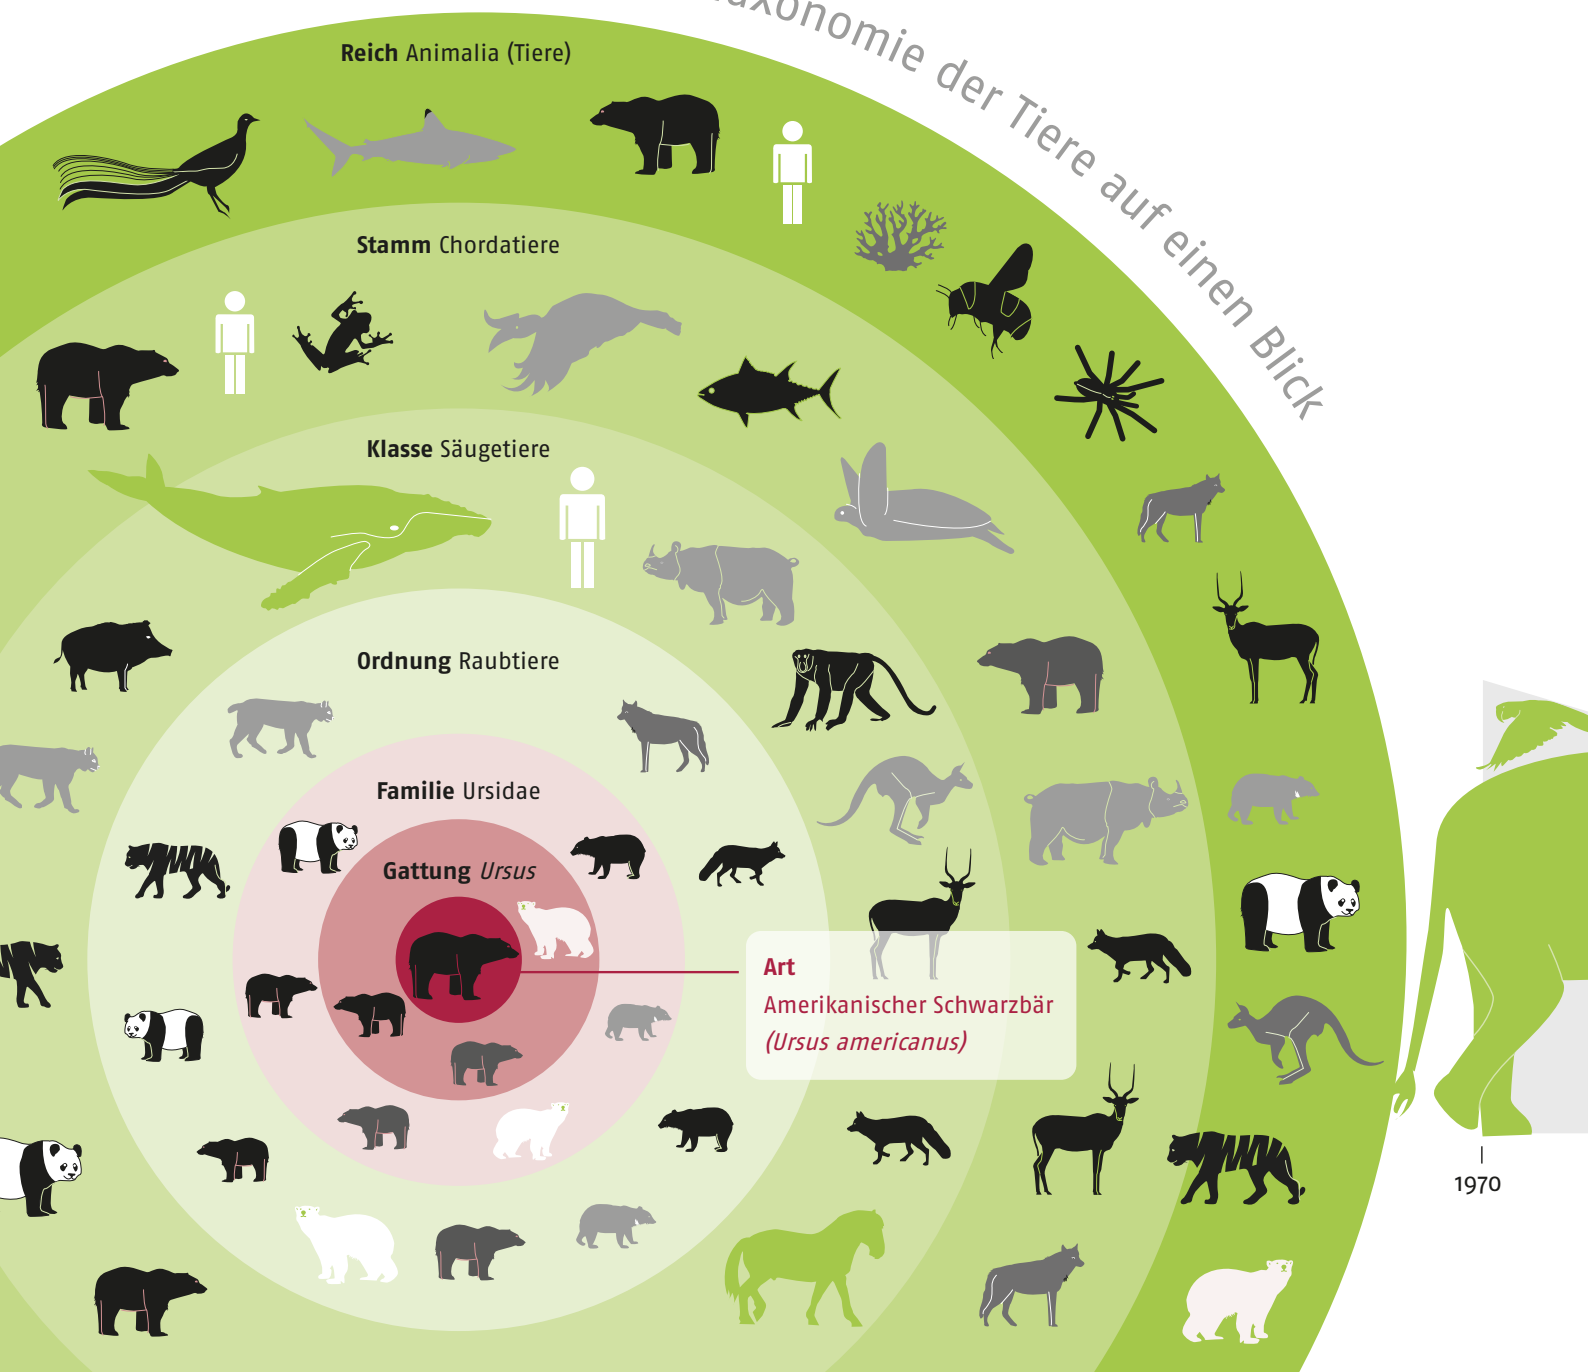 der Tiere auf einen Blick
Reich Animalia (Tiere)
Stamm Chordatiere
Klasse Säugetiere
Ordnung Raubtiere
Familie Ursidae
Gattung Ursus
Art
Amerikanischer Schwarzbär
(Ursus americanus)
1970